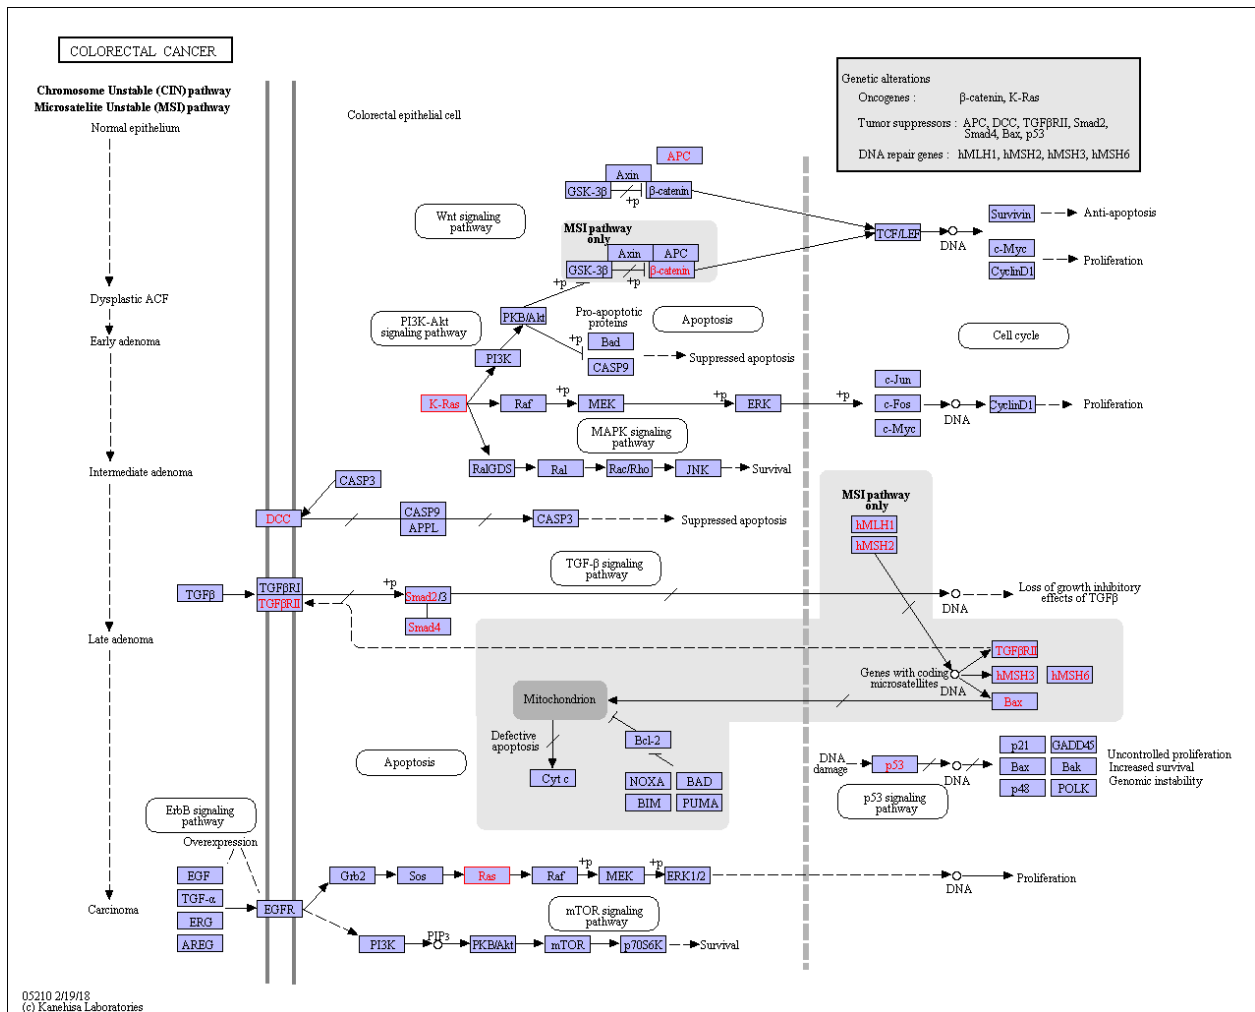 COLORECTAL CANCER
Chromosome Unstable (CIN) pathway
Microsatelite Unstable (MSI) pathway
Normal epithelium
Dysplastic ACF
Early adenoma
Intermediate adenoma
Late adenoma
Carcinoma
Colorectal epithelial cell
Genetic alterations
Oncogenes : β-catenin, K-Ras
Tumor suppressors : APC, DCC, TGFβRII, Smad2,
Smad4, Bax, p53
DNA repair genes : hMLH1, hMSH2, hMSH3, hMSH6
APC
Axin
GSK-3β
+p
β-catenin
Wnt signaling
pathway
MSI pathway
only
Axin
APC
GSK-3β
+p
β-catenin
+p
TCF/LEF
DNA
Survivin
Anti-apoptosis
c-Myc
CyclinD1
Proliferation
PI3K-Akt
signaling pathway
PKB/Akt
PI3K
Pro-apoptotic
proteins
+p
Bad
CASP9
Apoptosis
Suppressed apoptosis
Cell cycle
K-Ras
Raf
+p
MEK
+p
ERK
+p
c-Jun
c-Fos
c-Myc
DNA
CyclinD1
Proliferation
MAPK signaling
pathway
RalGDS
Ral
Rac/Rho
JNK
Survival
CASP3
DCC
CASP9
APPL
CASP3
Suppressed apoptosis
MSI pathway
only
hMLH1
hMSH2
TGF-β signaling
pathway
TGFβ
TGFβRI
TGFβRII
+p
Smad2/3
Smad4
DNA
Loss of growth inhibitory
effects of TGFβ
Genes with coding
microsatellites
DNA
TGFβRII
hMSH3
hMSH6
Bax
Mitochondrion
Defective
apoptosis
Cyt c
Bcl-2
NOXA
BAD
BIM
PUMA
Apoptosis
DNA
damage
p53
DNA
p21
GADD45
Bax
Bak
p48
POLK
Uncontrolled proliferation
Increased survival
Genomic instability
p53 signaling
pathway
ErbB signaling
pathway
Overexpression
EGF
TGF-α
ERG
AREG
EGFR
Grb2
Sos
Ras
Raf
+p
MEK
+p
ERK1/2
DNA
Proliferation
mTOR signaling
pathway
PI3K
PIP3
PKB/Akt
mTOR
p70S6K
Survival
05210 2/19/18
(c) Kanehisa Laboratories